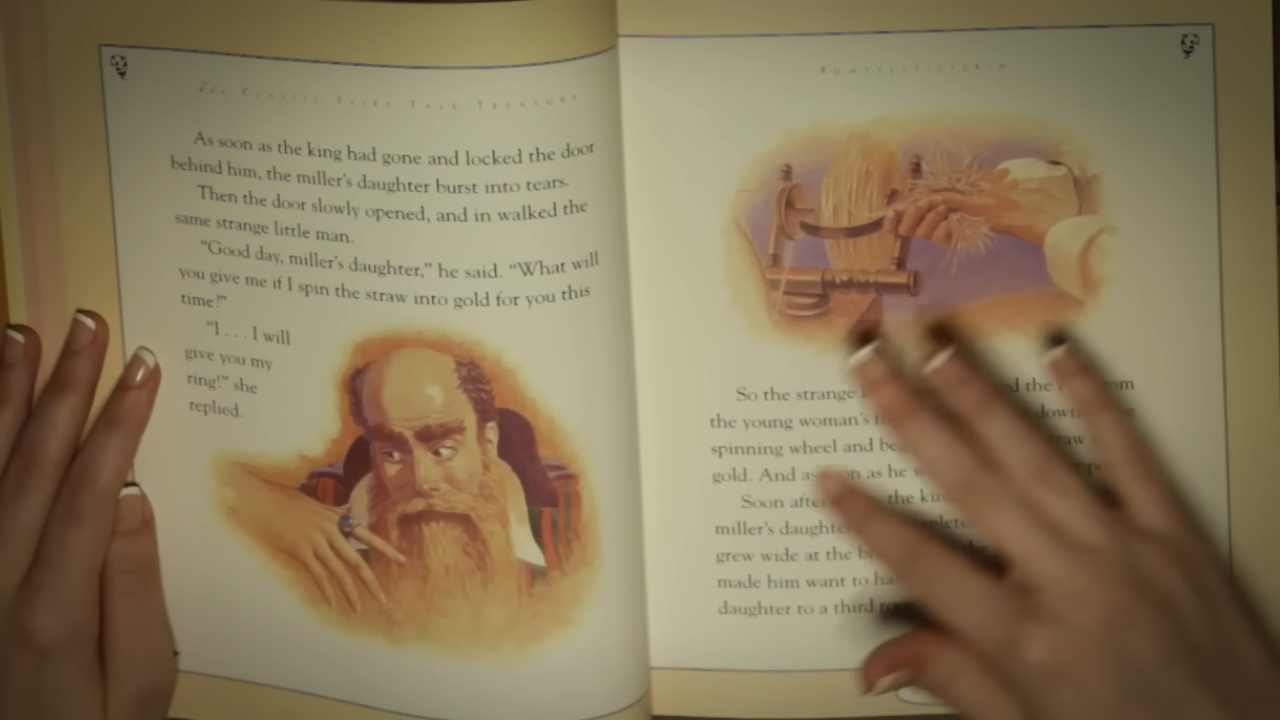 The Classic Fairy Tale Treasury
As soon as the king had gone and locked the door
behind him, the miller's daughter burst into tears.
Then the door slowly opened, and in walked the
same strange little man.
"Good day, miller's daughter," he said. "What will
you give me if I spin the straw into gold for you this
time?"
"I . . . I will
give you my
ring!" she
replied.
Rumpelstiltskin
So the strange
the young woman's
spinning wheel and
gold. And as as he
Soon the
miller's
grew wide at the
made him want to
daughter to a third